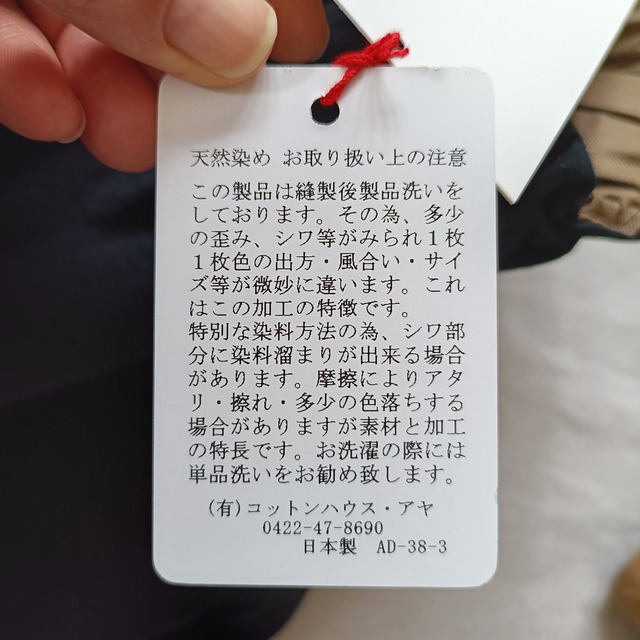 天然染め お取り扱い上の注意
この製品は縫製後製品洗いを
しております。その為、多少
の歪み、シワ等がみられ１枚
１枚色の出方・風合い・サイ
ズ等が微妙に違います。これ
はこの加工の特徴です。
特別な染料方法の為、シワ部
分に染料溜まりが出来る場合
があります。摩擦によりアタ
リ・擦れ・多少の色落ちする
場合がありますが素材と加工
の特長です。お洗濯の際には
単品洗いをお勧め致します。
(有)コットンハウス・アヤ
0422-47-8690
日本製 AD-38-3